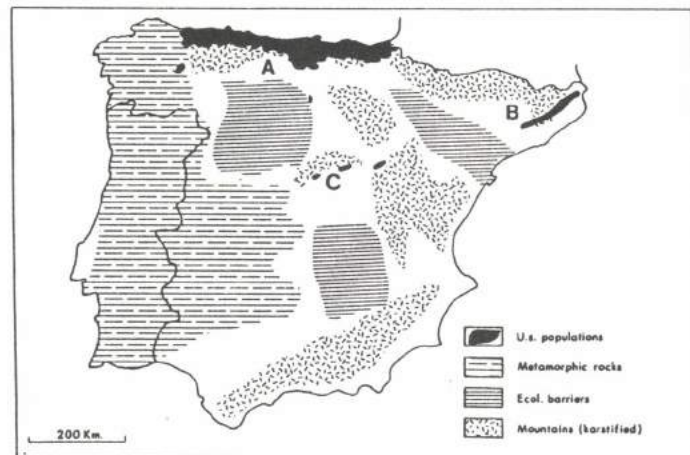 A
B
C
U.s. populations
Metamorphic rocks
Ecol. barriers
Mountains (karstified)
200 Km.